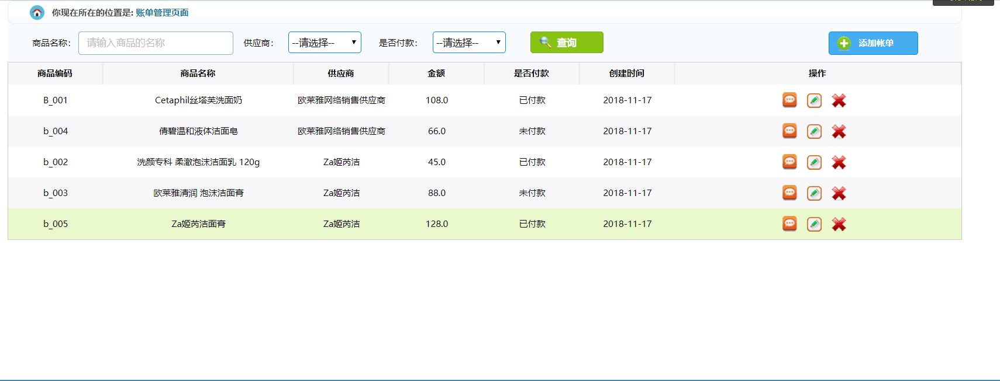 你现在所在的位置是: 账单管理页面
商品名称： 请输入商品的名称 供应商： --请选择-- 是否付款： --请选择-- 查询 添加帐单
商品编码 商品名称 供应商 金额 是否付款 创建时间 操作
B_001 Cetaphil丝塔芙洗面奶 欧莱雅网络销售供应商 108.0 已付款 2018-11-17
b_004 倩碧温和液体洁面皂 欧莱雅网络销售供应商 66.0 未付款 2018-11-17
b_002 洗颜专科 柔澈泡沫洁面乳 120g Za姬芮洁 45.0 已付款 2018-11-17
b_003 欧莱雅清润 泡沫洁面膏 Za姬芮洁 88.0 未付款 2018-11-17
b_005 Za姬芮洁面膏 Za姬芮洁 128.0 已付款 2018-11-17